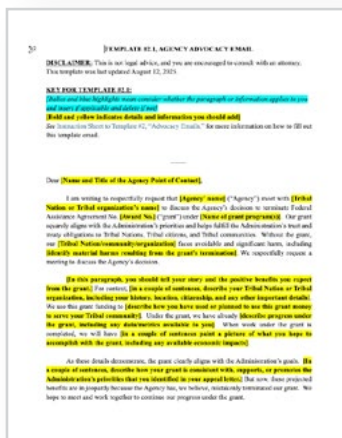 TEMPLATE #2.1, AGENCY ADVOCACY EMAIL
DISCLAIMER: This is not legal advice, and you are encouraged to consult with an attorney.
This template was last updated August 12, 2025.
KEY FOR TEMPLATE #2.1:
[Italics and blue highlights mean consider whether the paragraph or information applies to you
and insert if applicable and delete if not]
[Bold and yellow indicates details and information you should add]
See Instruction Sheet to Template #2, "Advocacy Emails," for more information on how to fill out
this template email.
Dear [Name and Title of the Agency Point of Contact],
I am writing to respectfully request that [Agency' name] ("Agency") meet with [Tribal
Nation or Tribal organization's name] to discuss the Agency's decision to terminate Federal
Assistance Agreement No. [Award No.] ("grant") under [Name of grant program(s)]. Our grant
squarely aligns with the Administration's priorities and helps fulfill the Administration's trust and
treaty obligations to Tribal Nations, Tribal citizens, and Tribal communities. Without the grant,
our [Tribal Nation/community/organization] faces avoidable and significant harm, including
[identify material harms resulting from the grant's termination]. We respectfully request a
meeting to discuss the Agency's decision.
[In this paragraph, you should tell your story and the positive benefits you expect
from the grant.] For context, [in a couple of sentences, describe your Tribal Nation or Tribal
organization, including your history, location, citizenship, and any other important details].
We use this grant funding to [describe how you have used or planned to use this grant money
to serve your Tribal community]. Under the grant, we have already [describe progress under
the grant, including any data/metrics available to you]. When work under the grant is
completed, we will have [in a couple of sentences paint a picture of what you hope to
accomplish with the grant, including any available economic impacts].
As these details demonstrate, the grant clearly aligns with the Administration's goals. [In
a couple of sentences, describe how your grant is consistent with, supports, or promotes the
Administration's priorities that you identified in your appeal letter.] But now, these projected
benefits are in jeopardy because the Agency has, we believe, mistakenly terminated our grant. We
hope to meet and work together to continue our progress under the grant.